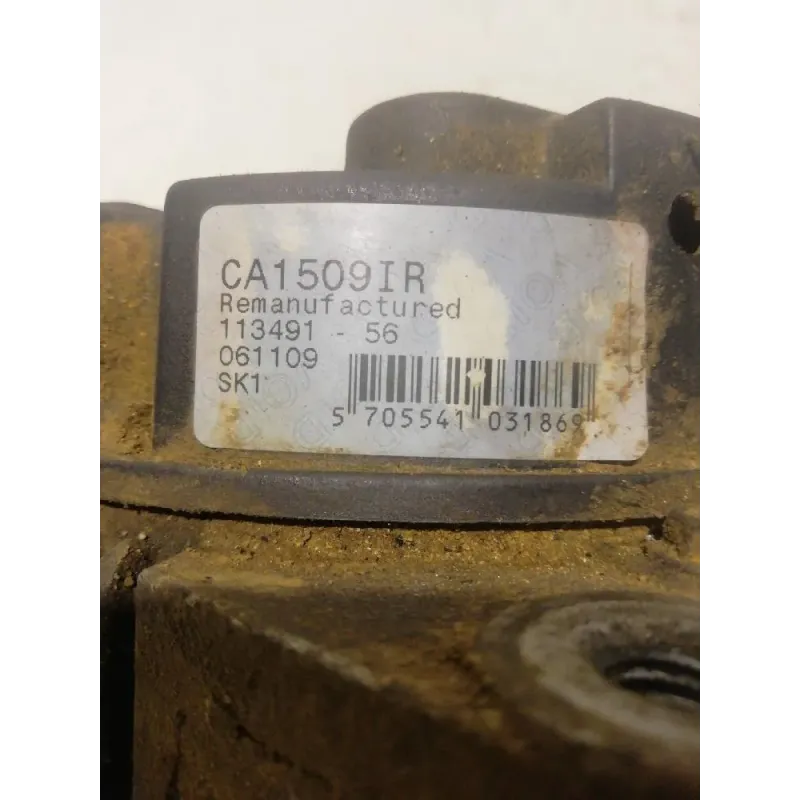 CA1509IR
Remanufactured
113491 - 56
061109
SK1
5 705541 031869